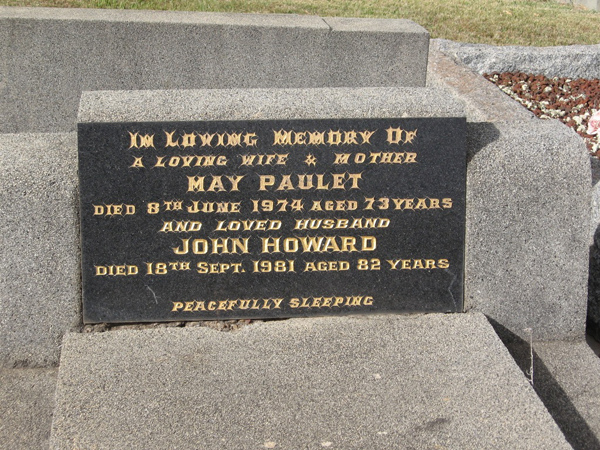 IN LOVING MEMORY OF
A LOVING WIFE & MOTHER
MAY PAULET
DIED 8TH JUNE 1974 AGED 73 YEARS
AND LOVED HUSBAND
JOHN HOWARD
DIED 18TH SEPT. 1981 AGED 82 YEARS
PEACEFULLY SLEEPING